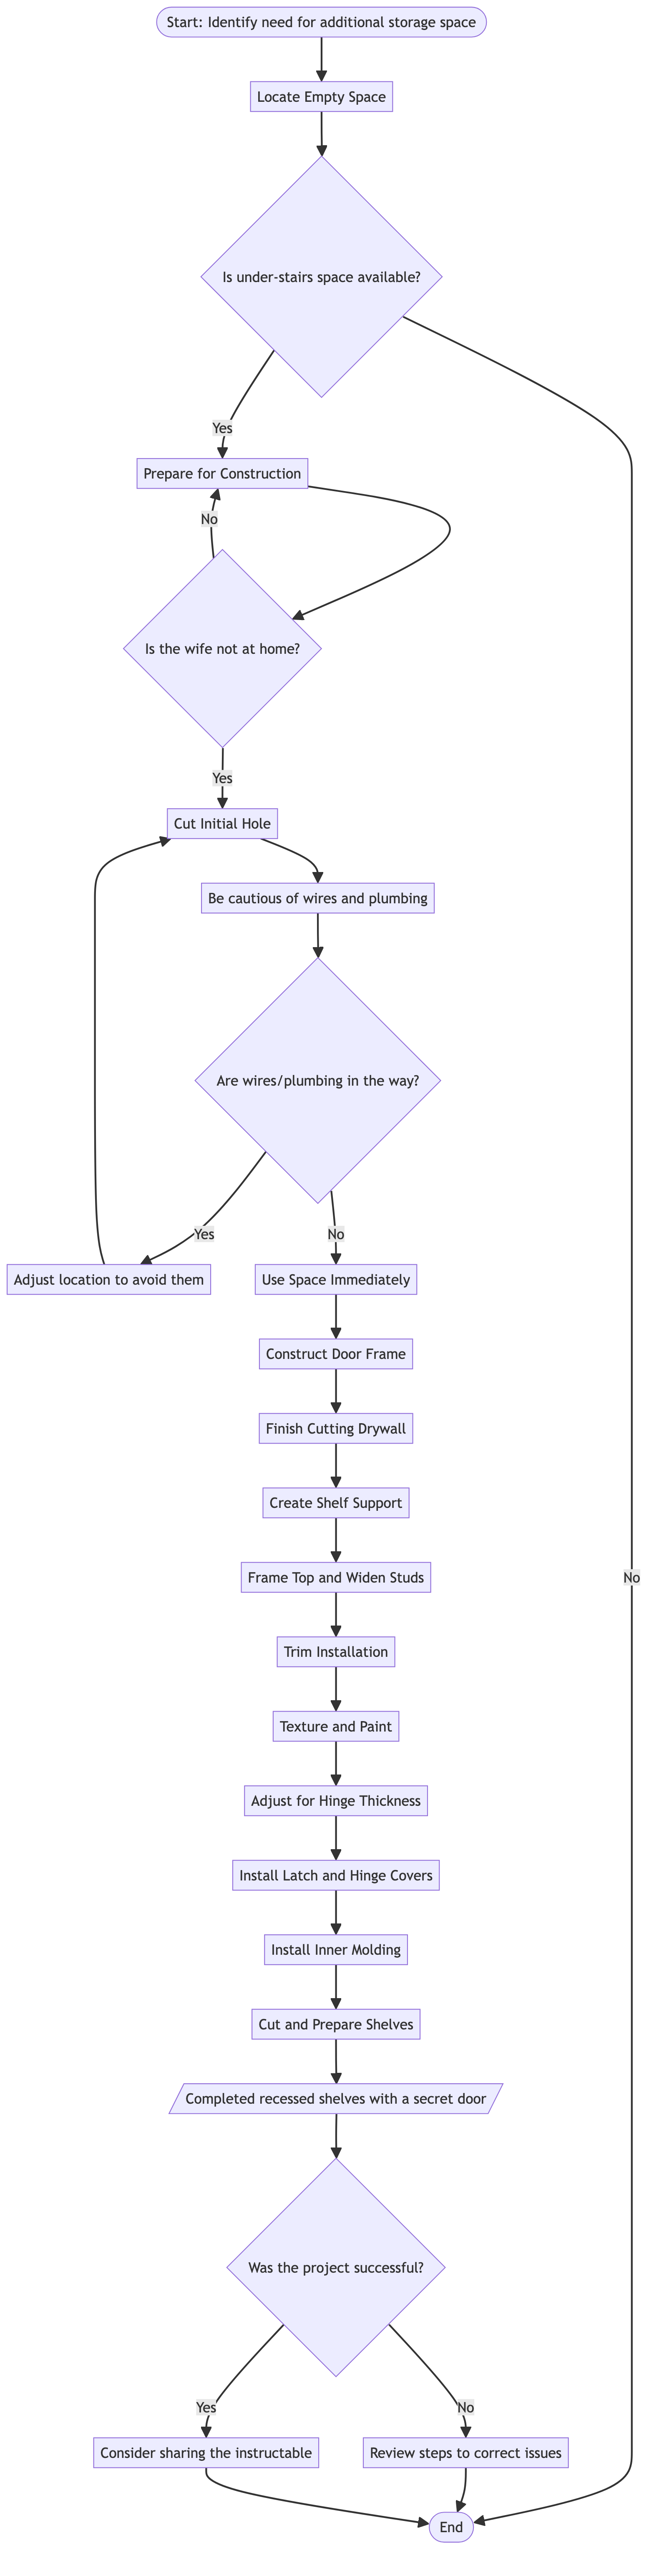 Start: Identify need for additional storage space
Locate Empty Space
Is under-stairs space available?
Yes
Prepare for Construction
No
Is the wife not at home?
Yes
Cut Initial Hole
Be cautious of wires and plumbing
Are wires/plumbing in the way?
Yes
No
Adjust location to avoid them
Use Space Immediately
Construct Door Frame
Finish Cutting Drywall
Create Shelf Support
Frame Top and Widen Studs
No
Trim Installation
Texture and Paint
Adjust for Hinge Thickness
Install Latch and Hinge Covers
Install Inner Molding
Cut and Prepare Shelves
Completed recessed shelves with a secret door
Was the project successful?
Yes
No
Consider sharing the instructable
Review steps to correct issues
End